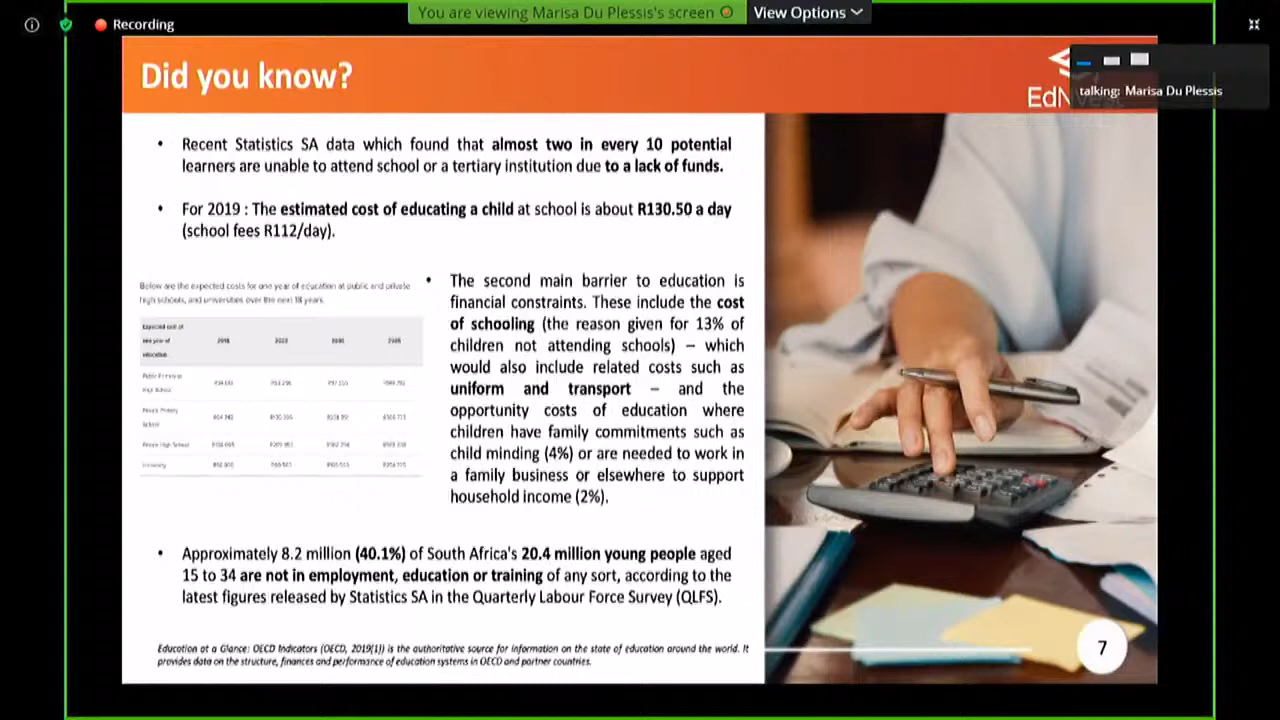 You are viewing Marisa Du Plessis's screen
View Options
Recording
Did you know?
talking: Marisa Du Plessis
• Recent Statistics SA data which found that almost two in every 10 potential
learners are unable to attend school or a tertiary institution due to a lack of funds.
• For 2019 : The estimated cost of educating a child at school is about R130.50 a day
(school fees R112/day).
Below are the expected costs for one year of education at public and private
high schools, and universities over the next 18 years.
Expected cost of
one year of
education
2018
Private High School
University
• The second main barrier to education is
financial constraints. These include the cost
of schooling (the reason given for 13% of
children not attending schools) – which
would also include related costs such as
uniform and transport – and the
opportunity costs of education where
children have family commitments such as
child minding (4%) or are needed to work in
a family business or elsewhere to support
household income (2%).
• Approximately 8.2 million (40.1%) of South Africa's 20.4 million young people aged
15 to 34 are not in employment, education or training of any sort, according to the
latest figures released by Statistics SA in the Quarterly Labour Force Survey (QLFS).
Education at a Glance: OECD Indicators (OECD, 2019(1)) is the authoritative source for information on the state of education around the world. It
provides data on the structure, finances and performance of education systems in OECD and partner countries.
7